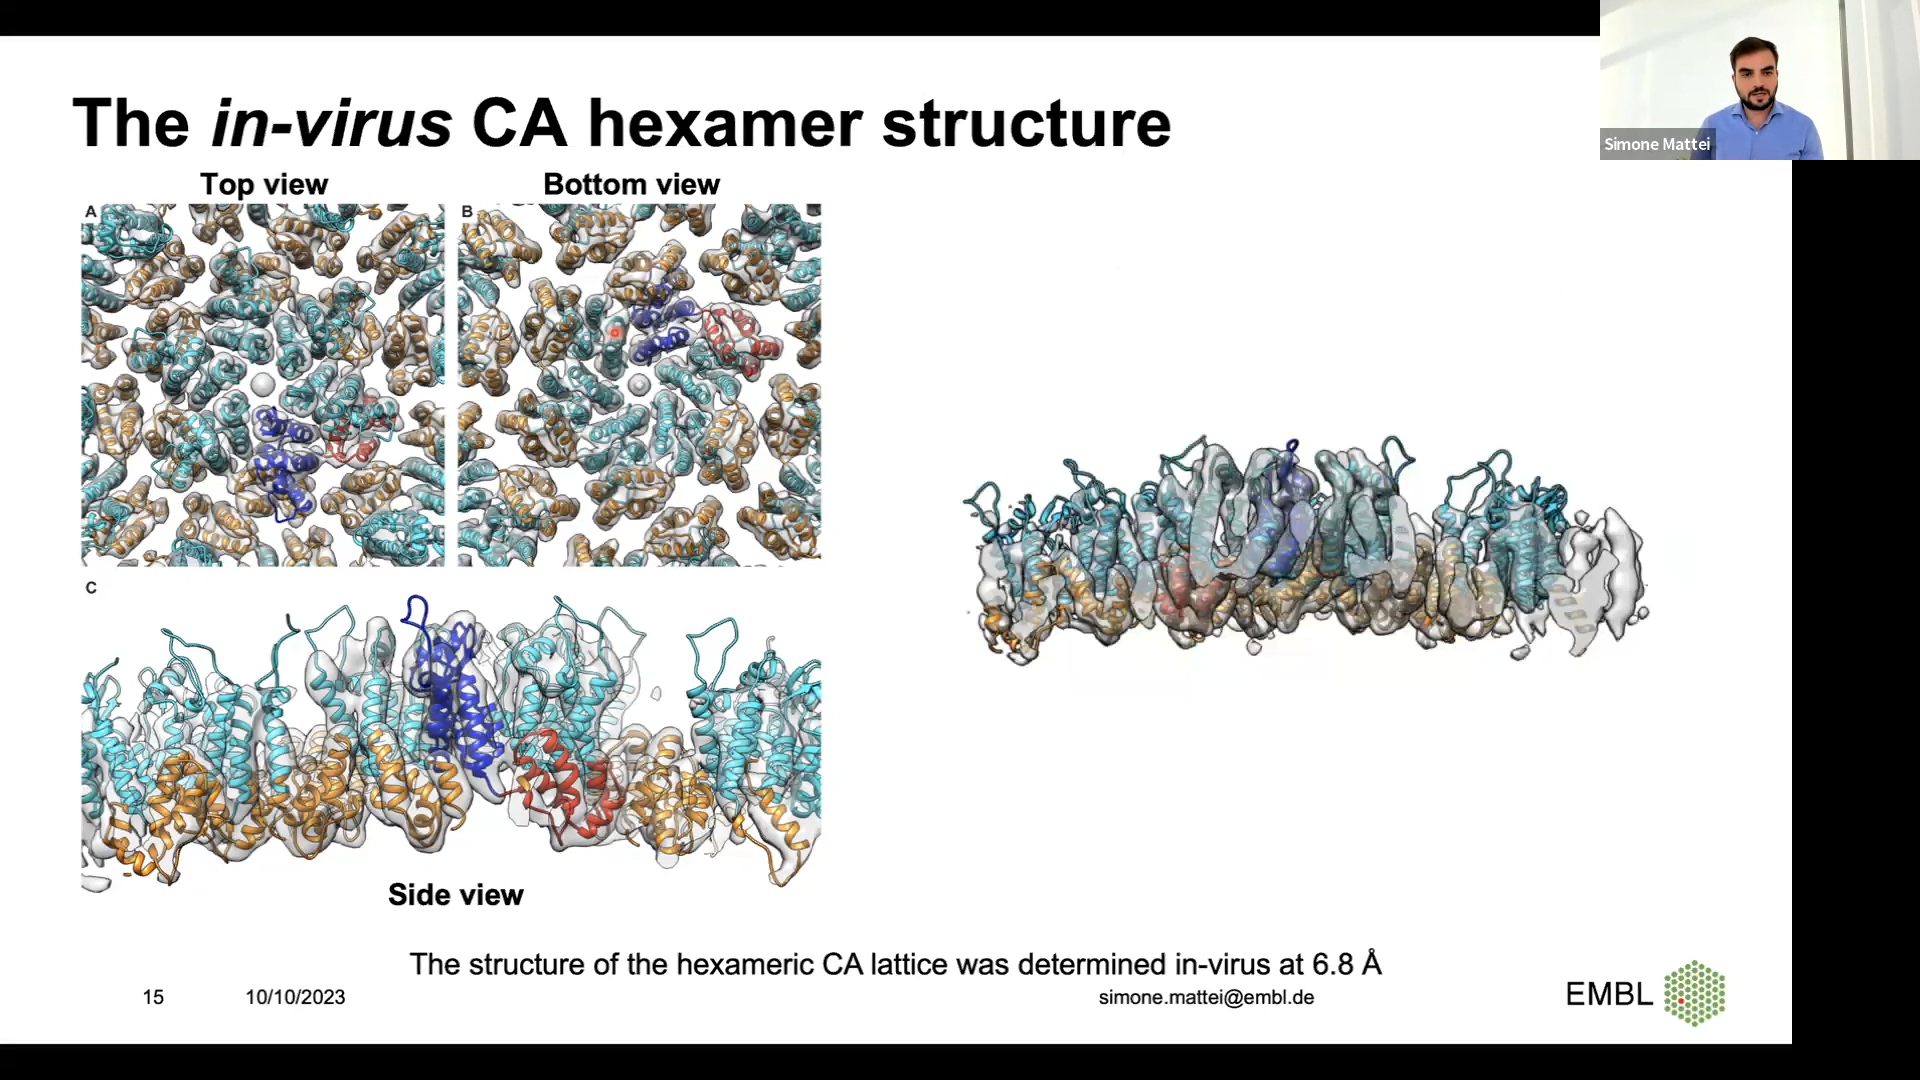 The in-virus CA hexamer structure
Simone Mattei
Top view
Bottom view
A
B
C
Side view
The structure of the hexameric CA lattice was determined in-virus at 6.8 Å
15
10/10/2023
simone.mattei@embl.de
EMBL